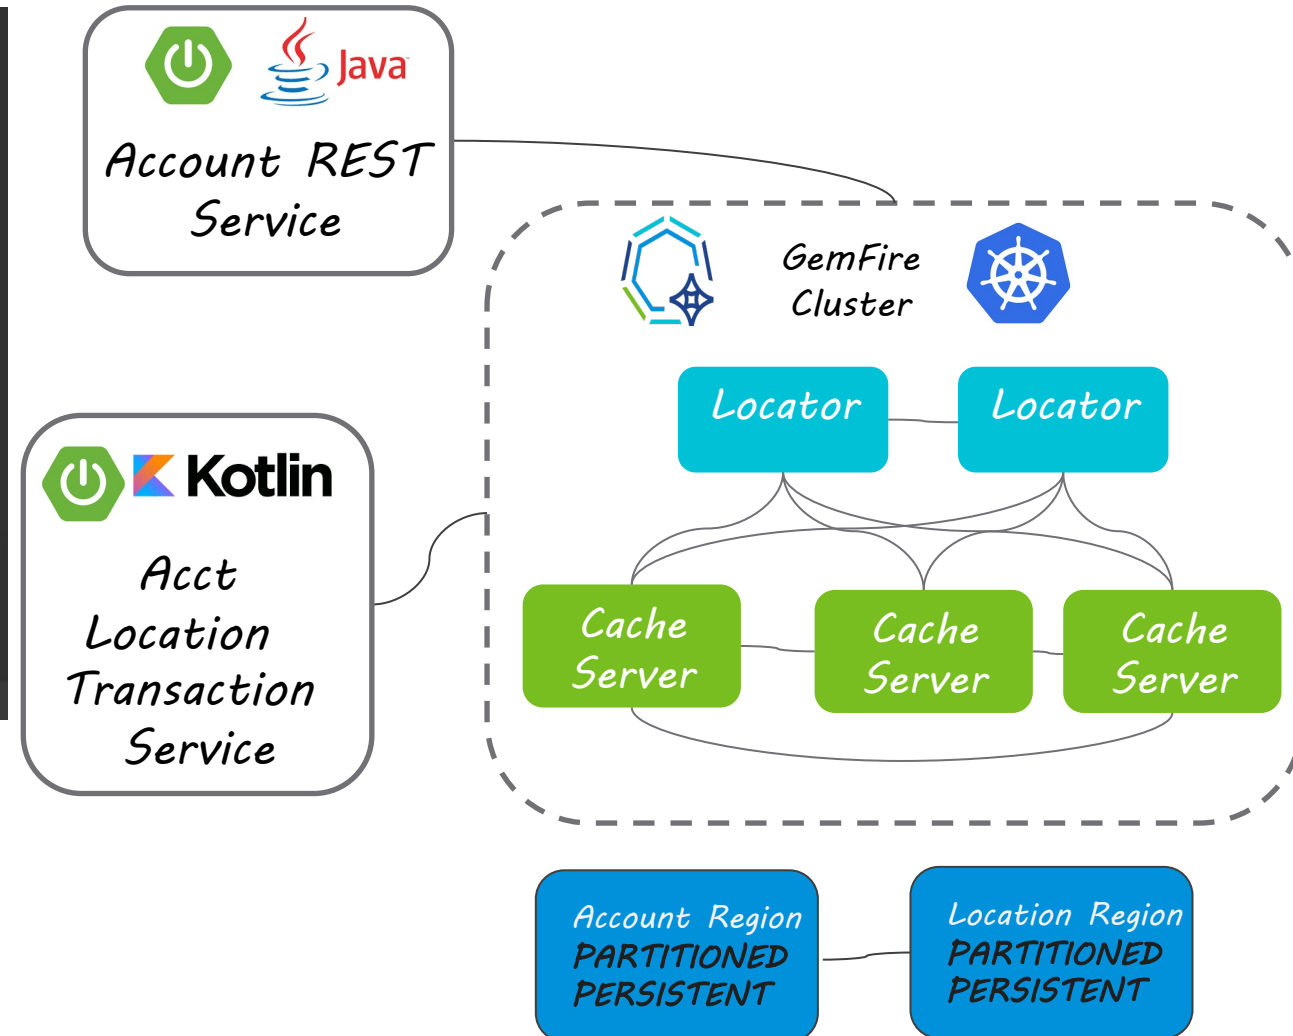 Java
Account REST
Service
GemFire
Cluster
Locator
Locator
Kotlin
Acct
Location
Transaction
Service
Cache
Server
Cache
Server
Cache
Server
Account Region
PARTITIONED
PERSISTENT
Location Region
PARTITIONED
PERSISTENT